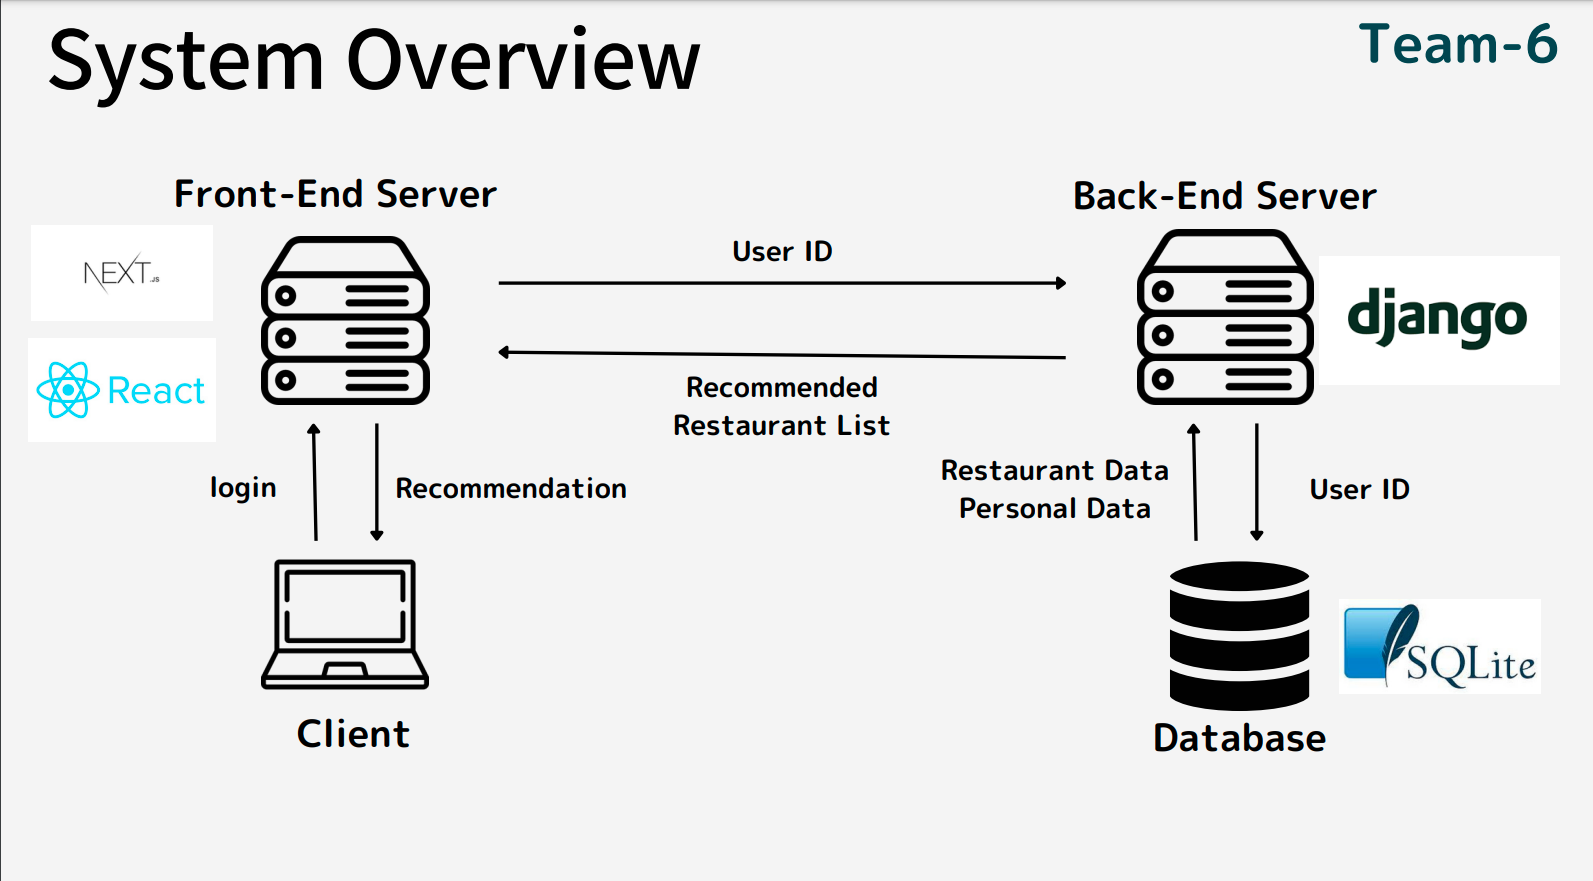 System Overview
Team-6
Front-End Server
Back-End Server
NEXT.JS
React
User ID
django
Recommended
Restaurant List
login
Recommendation
Restaurant Data
Personal Data
User ID
SQLite
Client
Database